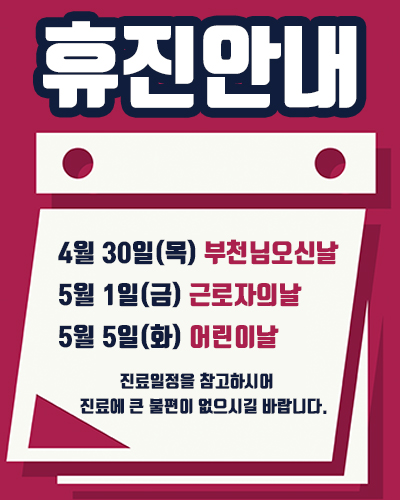 휴진안내
4월 30일(목) 부천님오신날
5월 1일(금) 근로자의날
5월 5일(화) 어린이날
진료일정을 참고하시어
진료에 큰 불편이 없으시길 바랍니다.